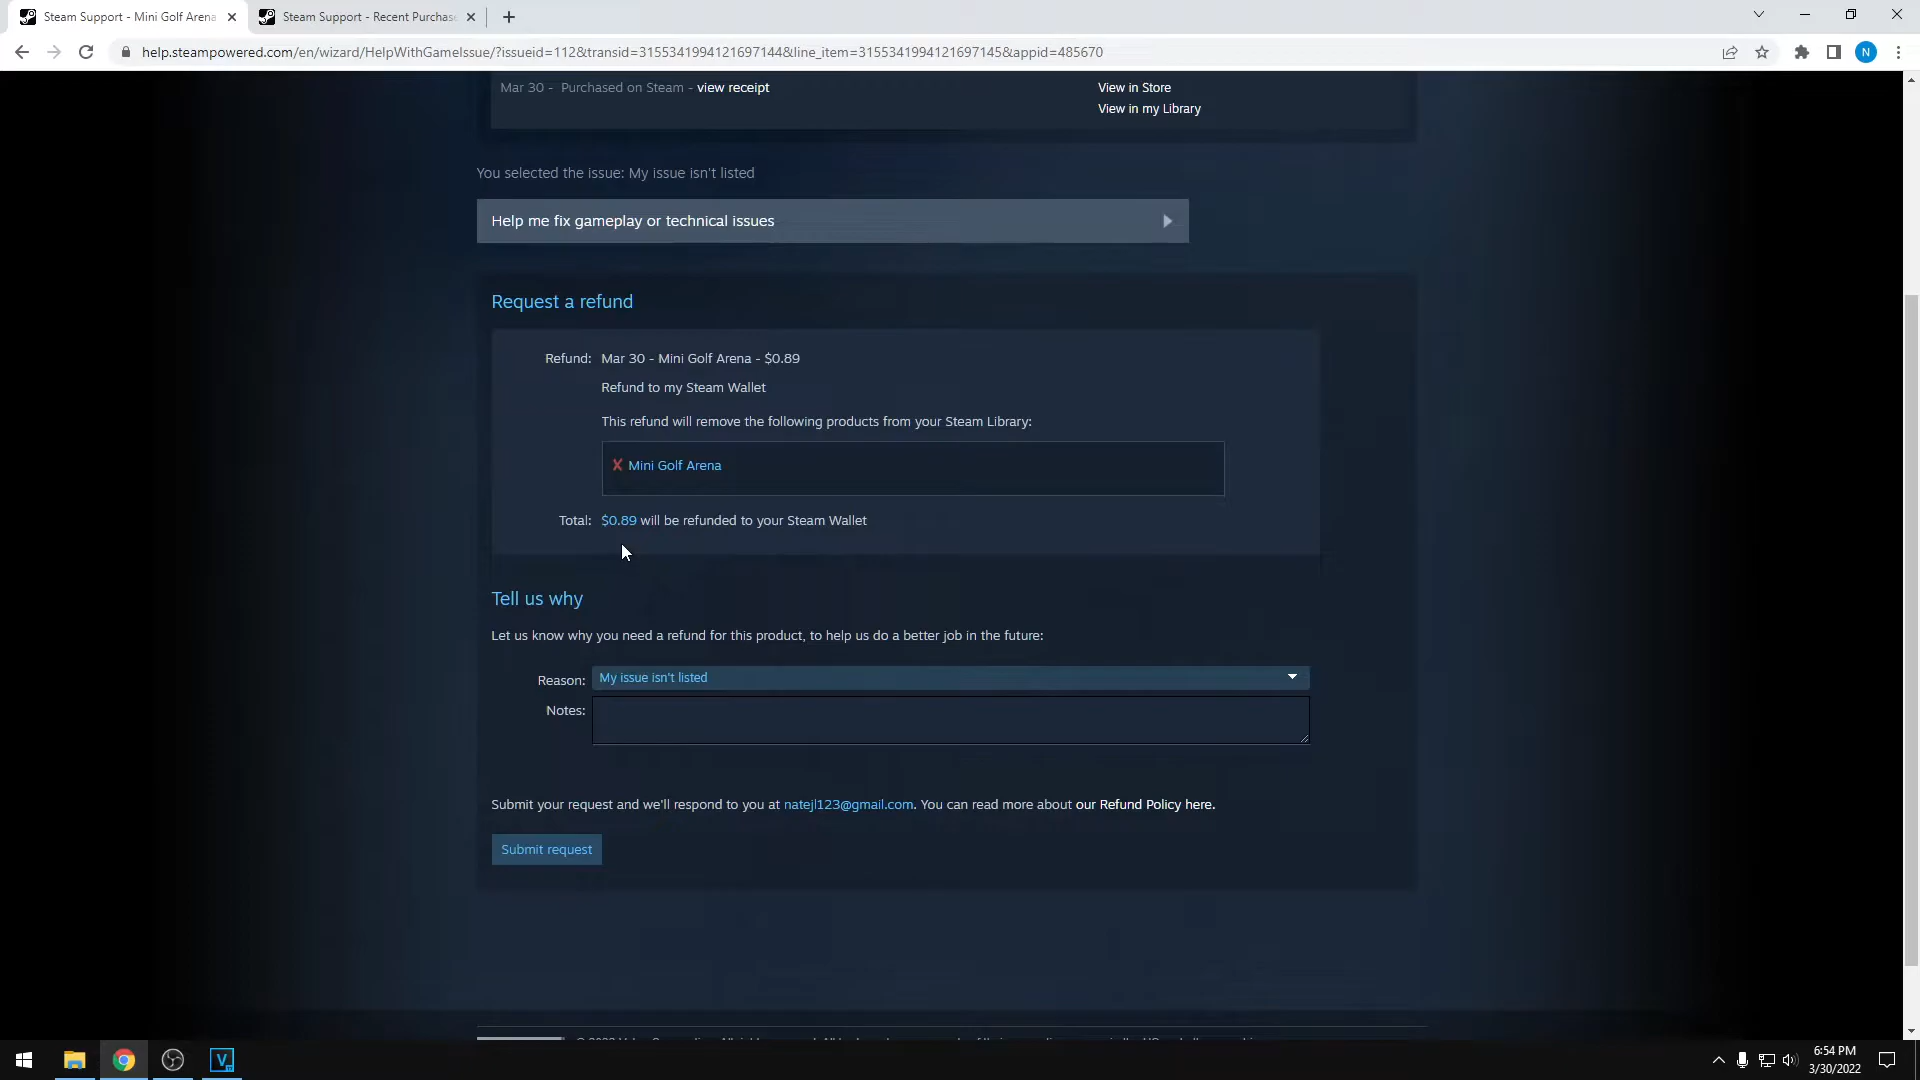 Steam Support - Mini Golf Arena
Steam Support - Recent Purchase
help.steampowered.com/en/wizard/HelpWithGameIssue/?issueid=112&transid=3155341994121697144&line_item=3155341994121697145&appid=485670
N
Mar 30 - Purchased on Steam - view receipt
View in Store
View in my Library
You selected the issue: My issue isn't listed
Help me fix gameplay or technical issues
Request a refund
Refund: Mar 30 - Mini Golf Arena - $0.89
Refund to my Steam Wallet
This refund will remove the following products from your Steam Library:
X Mini Golf Arena
Total: $0.89 will be refunded to your Steam Wallet
Tell us why
Let us know why you need a refund for this product, to help us do a better job in the future:
Reason: My issue isn't listed
Notes:
Submit your request and we'll respond to you at natejl123@gmail.com. You can read more about our Refund Policy here.
Submit request
V
6:54 PM
3/30/2022